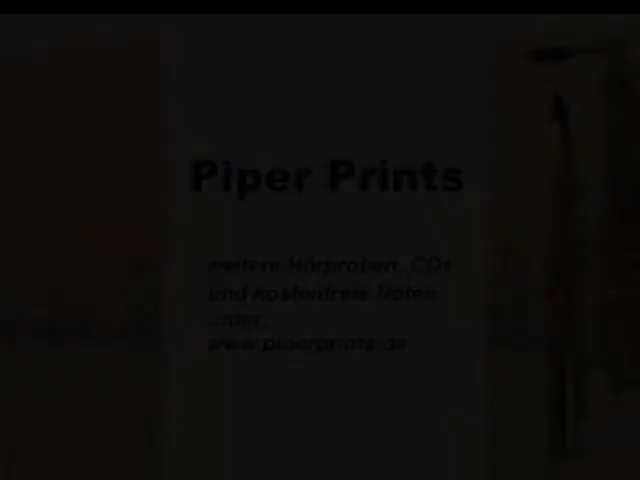 Piper Prints
weitere Hörproben, CDs
und kostenfreie Noten
unter:
www.piperprints.de